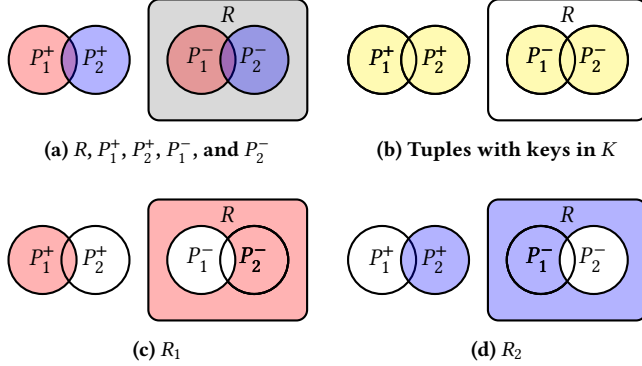 R R
P₁⁺ P₂⁺ P₁⁻ P₂⁻ P₁⁺ P₂⁺ P₁⁻ P₂⁻
(a) R, P₁⁺, P₂⁺, P₁⁻, and P₂⁻ (b) Tuples with keys in K
R R
P₁⁺ P₂⁺ P₁⁻ P₂⁻ P₁⁺ P₂⁺ P₁⁻ P₂⁻
(c) R₁ (d) R₂